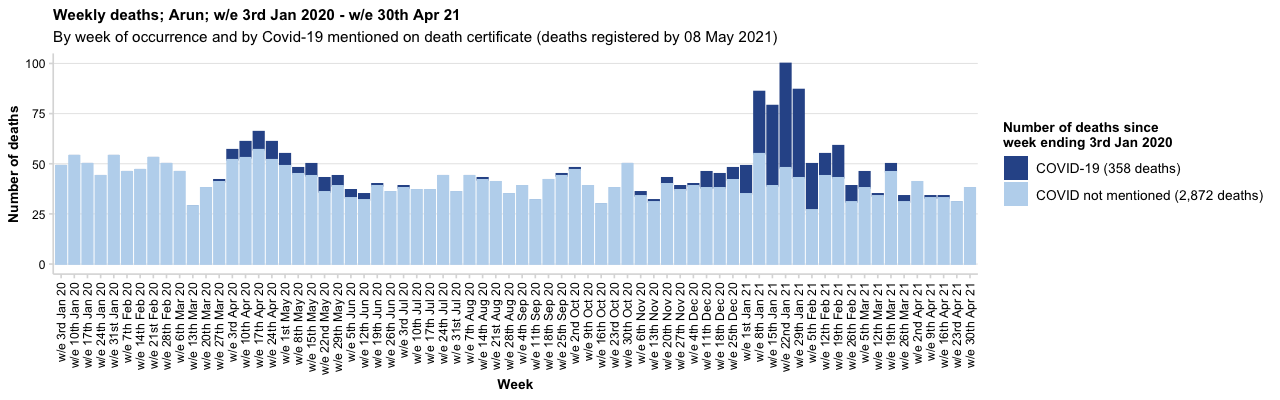 Weekly deaths; Arun; w/e 3rd Jan 2020 - w/e 30th Apr 21
By week of occurrence and by Covid-19 mentioned on death certificate (deaths registered by 08 May 2021)
Number of deaths
100
75
50
25
0
w/e 3rd Jan 20
w/e 10th Jan 20
w/e 17th Jan 20
w/e 24th Jan 20
w/e 31st Jan 20
w/e 7th Feb 20
w/e 14th Feb 20
w/e 21st Feb 20
w/e 28th Feb 20
w/e 6th Mar 20
w/e 13th Mar 20
w/e 20th Mar 20
w/e 27th Mar 20
w/e 3rd Apr 20
w/e 10th Apr 20
w/e 17th Apr 20
w/e 24th Apr 20
w/e 1st May 20
w/e 8th May 20
w/e 15th May 20
w/e 22nd May 20
w/e 29th May 20
w/e 5th Jun 20
w/e 12th Jun 20
w/e 19th Jun 20
w/e 26th Jun 20
w/e 3rd Jul 20
w/e 10th Jul 20
w/e 17th Jul 20
w/e 24th Jul 20
w/e 31st Jul 20
w/e 7th Aug 20
w/e 14th Aug 20
w/e 21st Aug 20
w/e 28th Aug 20
w/e 4th Sep 20
w/e 11th Sep 20
w/e 18th Sep 20
w/e 25th Sep 20
w/e 2nd Oct 20
w/e 9th Oct 20
w/e 16th Oct 20
w/e 23rd Oct 20
w/e 30th Oct 20
w/e 6th Nov 20
w/e 13th Nov 20
w/e 20th Nov 20
w/e 27th Nov 20
w/e 4th Dec 20
w/e 11th Dec 20
w/e 18th Dec 20
w/e 25th Dec 20
w/e 1st Jan 21
w/e 8th Jan 21
w/e 15th Jan 21
w/e 22nd Jan 21
w/e 29th Jan 21
w/e 5th Feb 21
w/e 12th Feb 21
w/e 19th Feb 21
w/e 26th Feb 21
w/e 5th Mar 21
w/e 12th Mar 21
w/e 19th Mar 21
w/e 26th Mar 21
w/e 2nd Apr 21
w/e 9th Apr 21
w/e 16th Apr 21
w/e 23rd Apr 21
w/e 30th Apr 21
Week
Number of deaths since
week ending 3rd Jan 2020
COVID-19 (358 deaths)
COVID not mentioned (2,872 deaths)